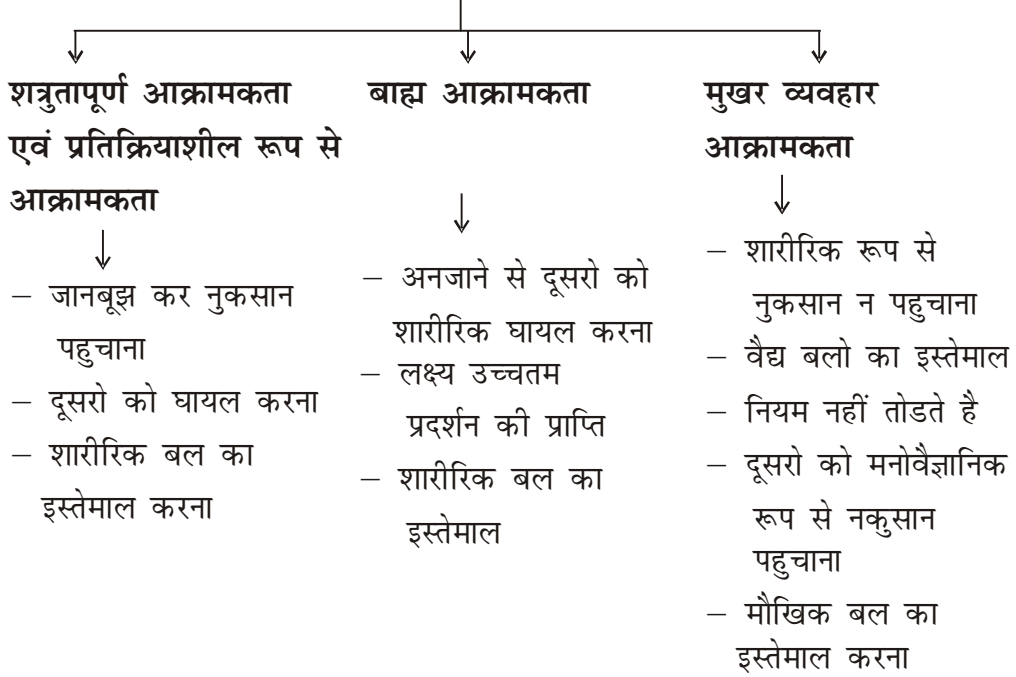 शत्रुतापूर्ण आक्रामकता
एवं प्रतिक्रियाशील रूप से
आक्रामकता
– जानबूझ कर नुकसान
पहुचाना
– दूसरो को घायल करना
– शारीरिक बल का
इस्तेमाल करना
बाह्म आक्रामकता
– अनजाने से दूसरो को
शारीरिक घायल करना
– लक्ष्य उच्चतम
प्रदर्शन की प्राप्ति
– शारीरिक बल का
इस्तेमाल
मुखर व्यवहार
आक्रामकता
– शारीरिक रूप से
नुकसान न पहुचाना
– वैद्य बलो का इस्तेमाल
– नियम नहीं तोडते है
– दूसरो को मनोवैज्ञानिक
रूप से नकुसान
पहुचाना
– मौखिक बल का
इस्तेमाल करना